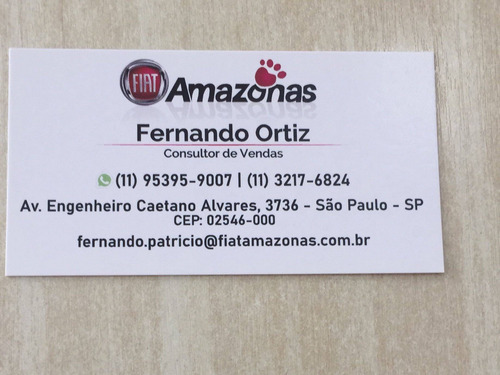 FIAT Amazonas
Fernando Ortiz
Consultor de Vendas
(11) 95395-9007 | (11) 3217-6824
Av. Engenheiro Caetano Alvares, 3736 - São Paulo - SP
CEP: 02546-000
fernando.patricio@fiatamazonas.com.br